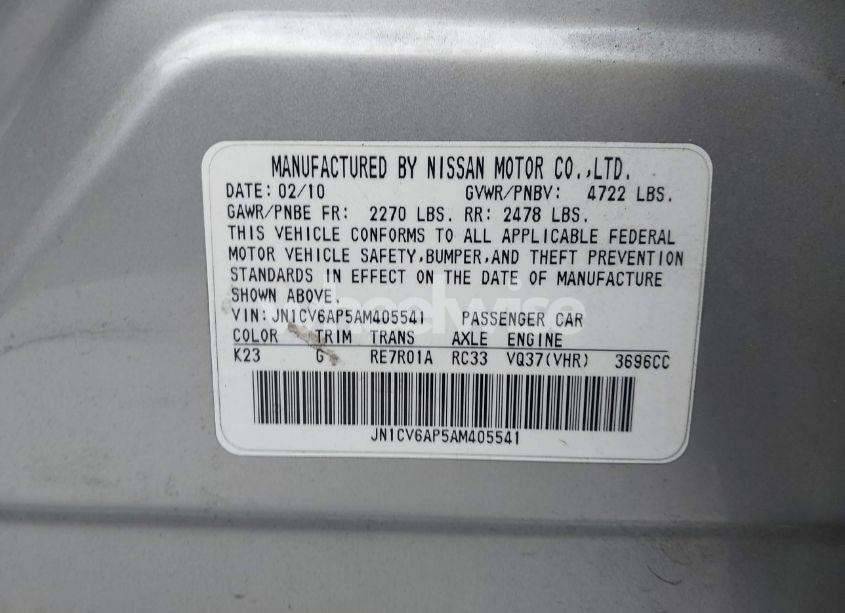 MANUFACTURED BY NISSAN MOTOR CO.,LTD.
DATE: 02/10 GVWR/PNBV: 4722 LBS.
GAWR/PNBE FR: 2270 LBS. RR: 2478 LBS.
THIS VEHICLE CONFORMS TO ALL APPLICABLE FEDERAL
MOTOR VEHICLE SAFETY,BUMPER,AND THEFT PREVENTION
STANDARDS IN EFFECT ON THE DATE OF MANUFACTURE
SHOWN ABOVE.
VIN:JN1CV6AP5AM405541 PASSENGER CAR
COLOR TRIM TRANS AXLE ENGINE
K23 G RE7R01A RC33 VQ37(VHR) 3696CC
JN1CV6AP5AM405541